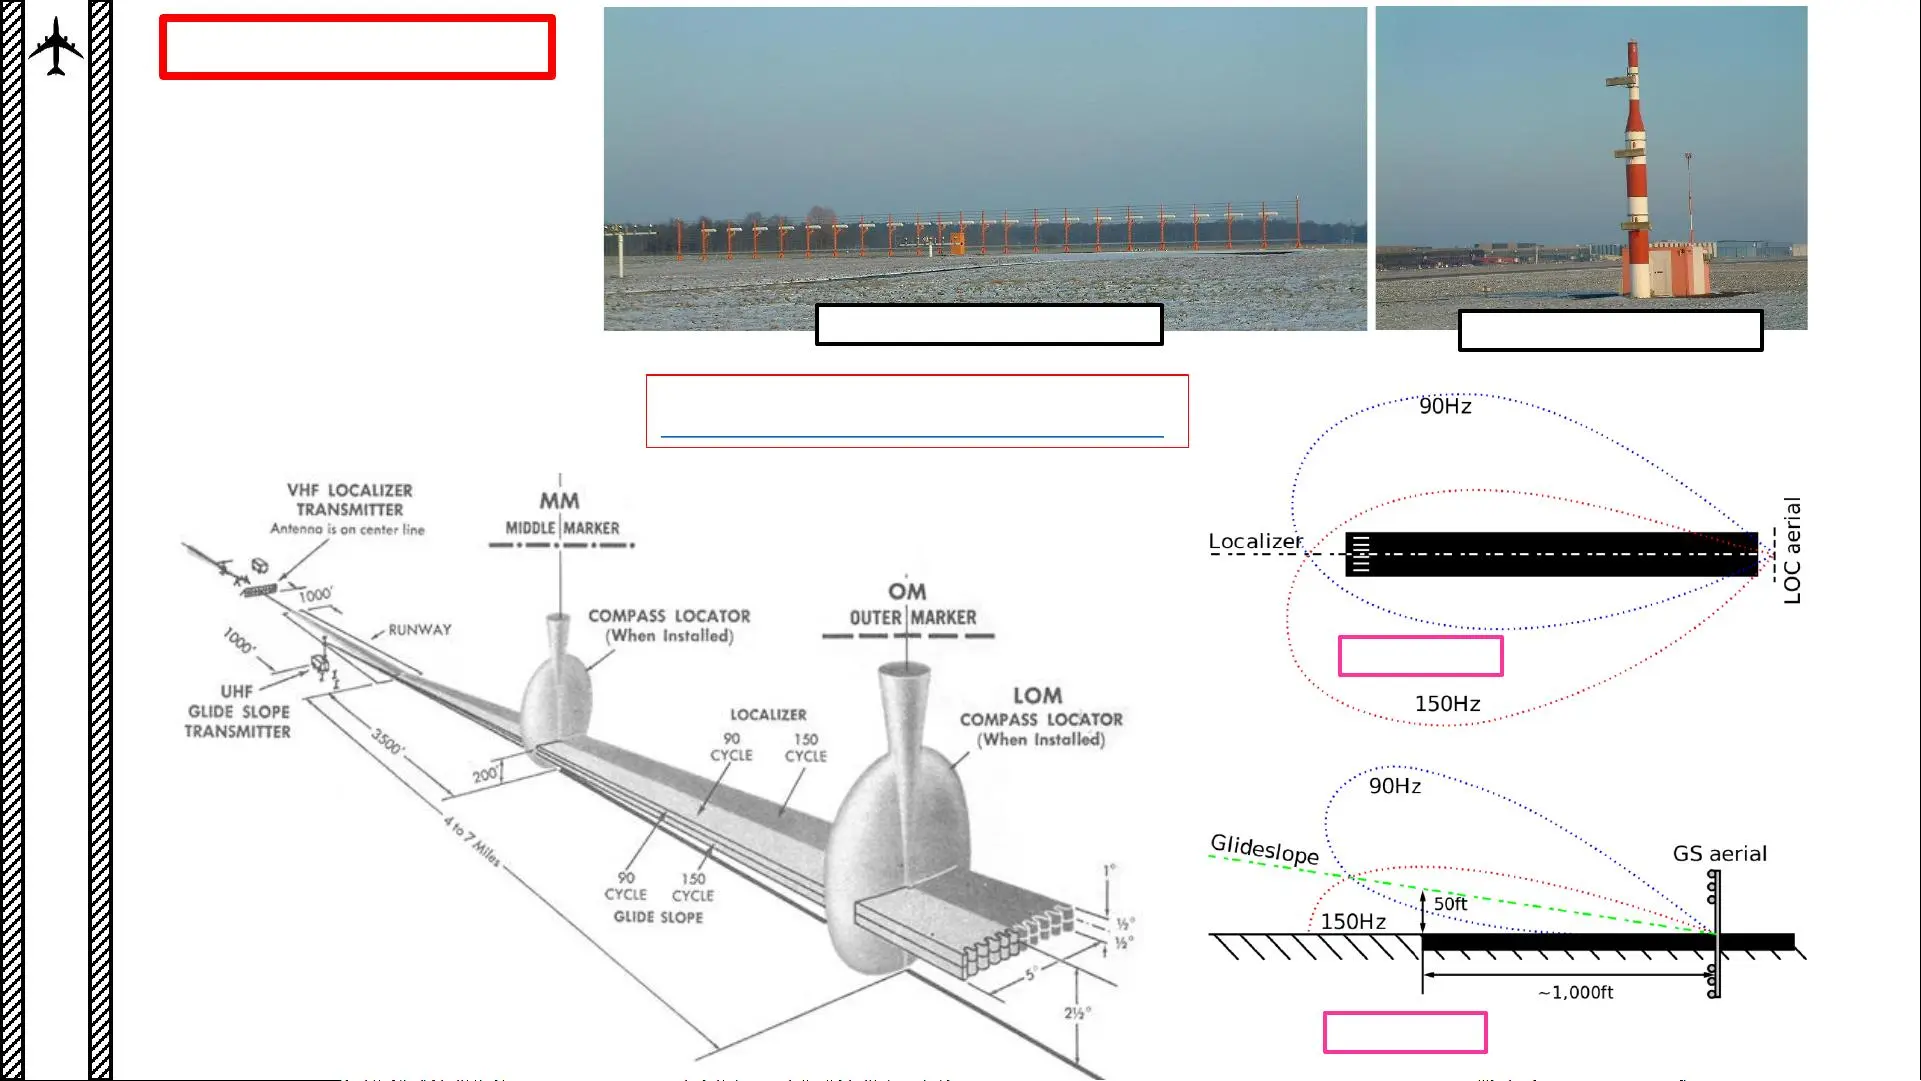 90Hz
Localizer
LOC aerial
150Hz
VHF LOCALIZER
TRANSMITTER
Antenna is on center line
MM
MIDDLE MARKER
1000'
RUNWAY
1000'
COMPASS LOCATOR
(When Installed)
OM
OUTER MARKER
UHF
GLIDE SLOPE
TRANSMITTER
3500'
200'
LOCALIZER
90
CYCLE
150
CYCLE
LOM
COMPASS LOCATOR
(When Installed)
4 to 7 Miles
90
CYCLE
150
CYCLE
GLIDE SLOPE
1°
½°
½°
5°
2½°
90Hz
Glideslope
GS aerial
50ft
150Hz
~1,000ft